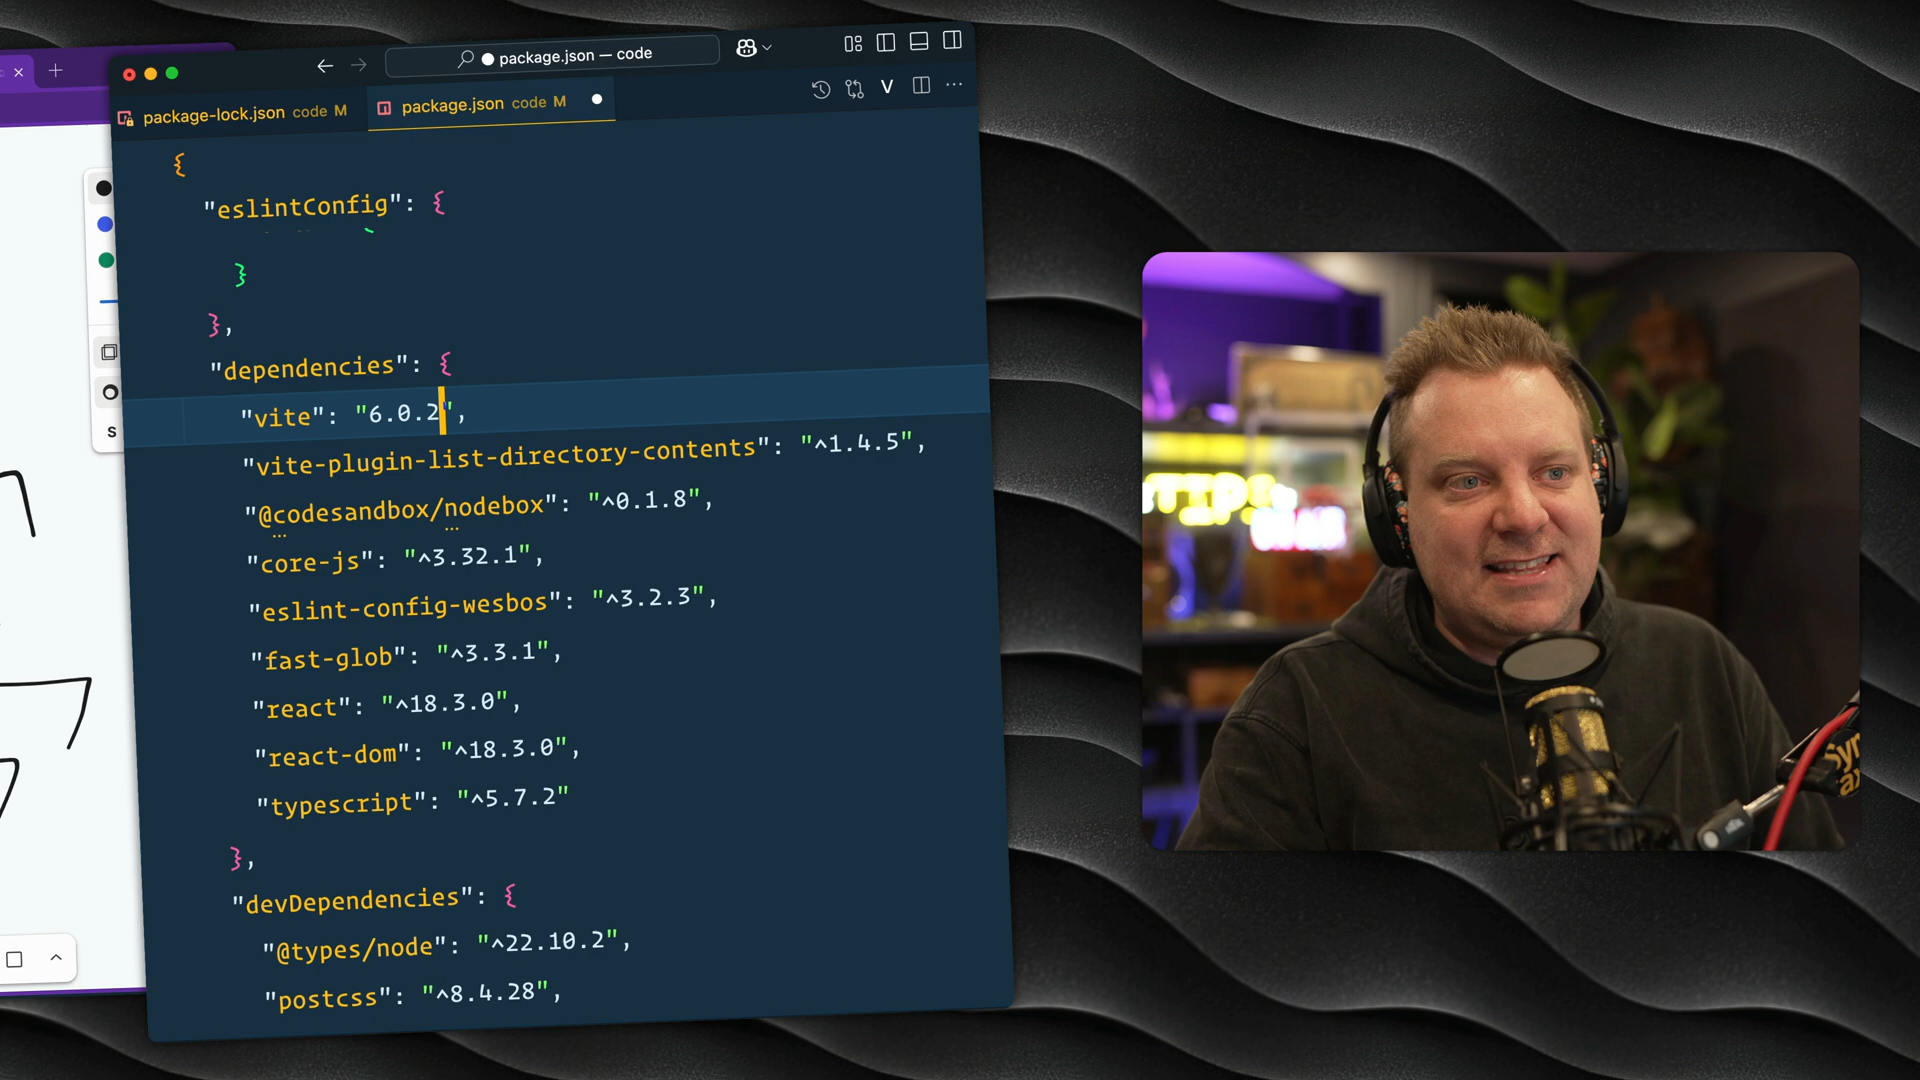 package.json — code
package-lock.json code M
package.json code M
V
{
"eslintConfig": {
}
},
"dependencies": {
"vite": "6.0.2",
"vite-plugin-list-directory-contents": "^1.4.5",
"@codesandbox/nodebox": "^0.1.8",
"core-js": "^3.32.1",
"eslint-config-wesbos": "^3.2.3",
"fast-glob": "^3.3.1",
"react": "^18.3.0",
"react-dom": "^18.3.0",
"typescript": "^5.7.2"
},
"devDependencies": {
"@types/node": "^22.10.2",
"postcss": "^8.4.28",
S